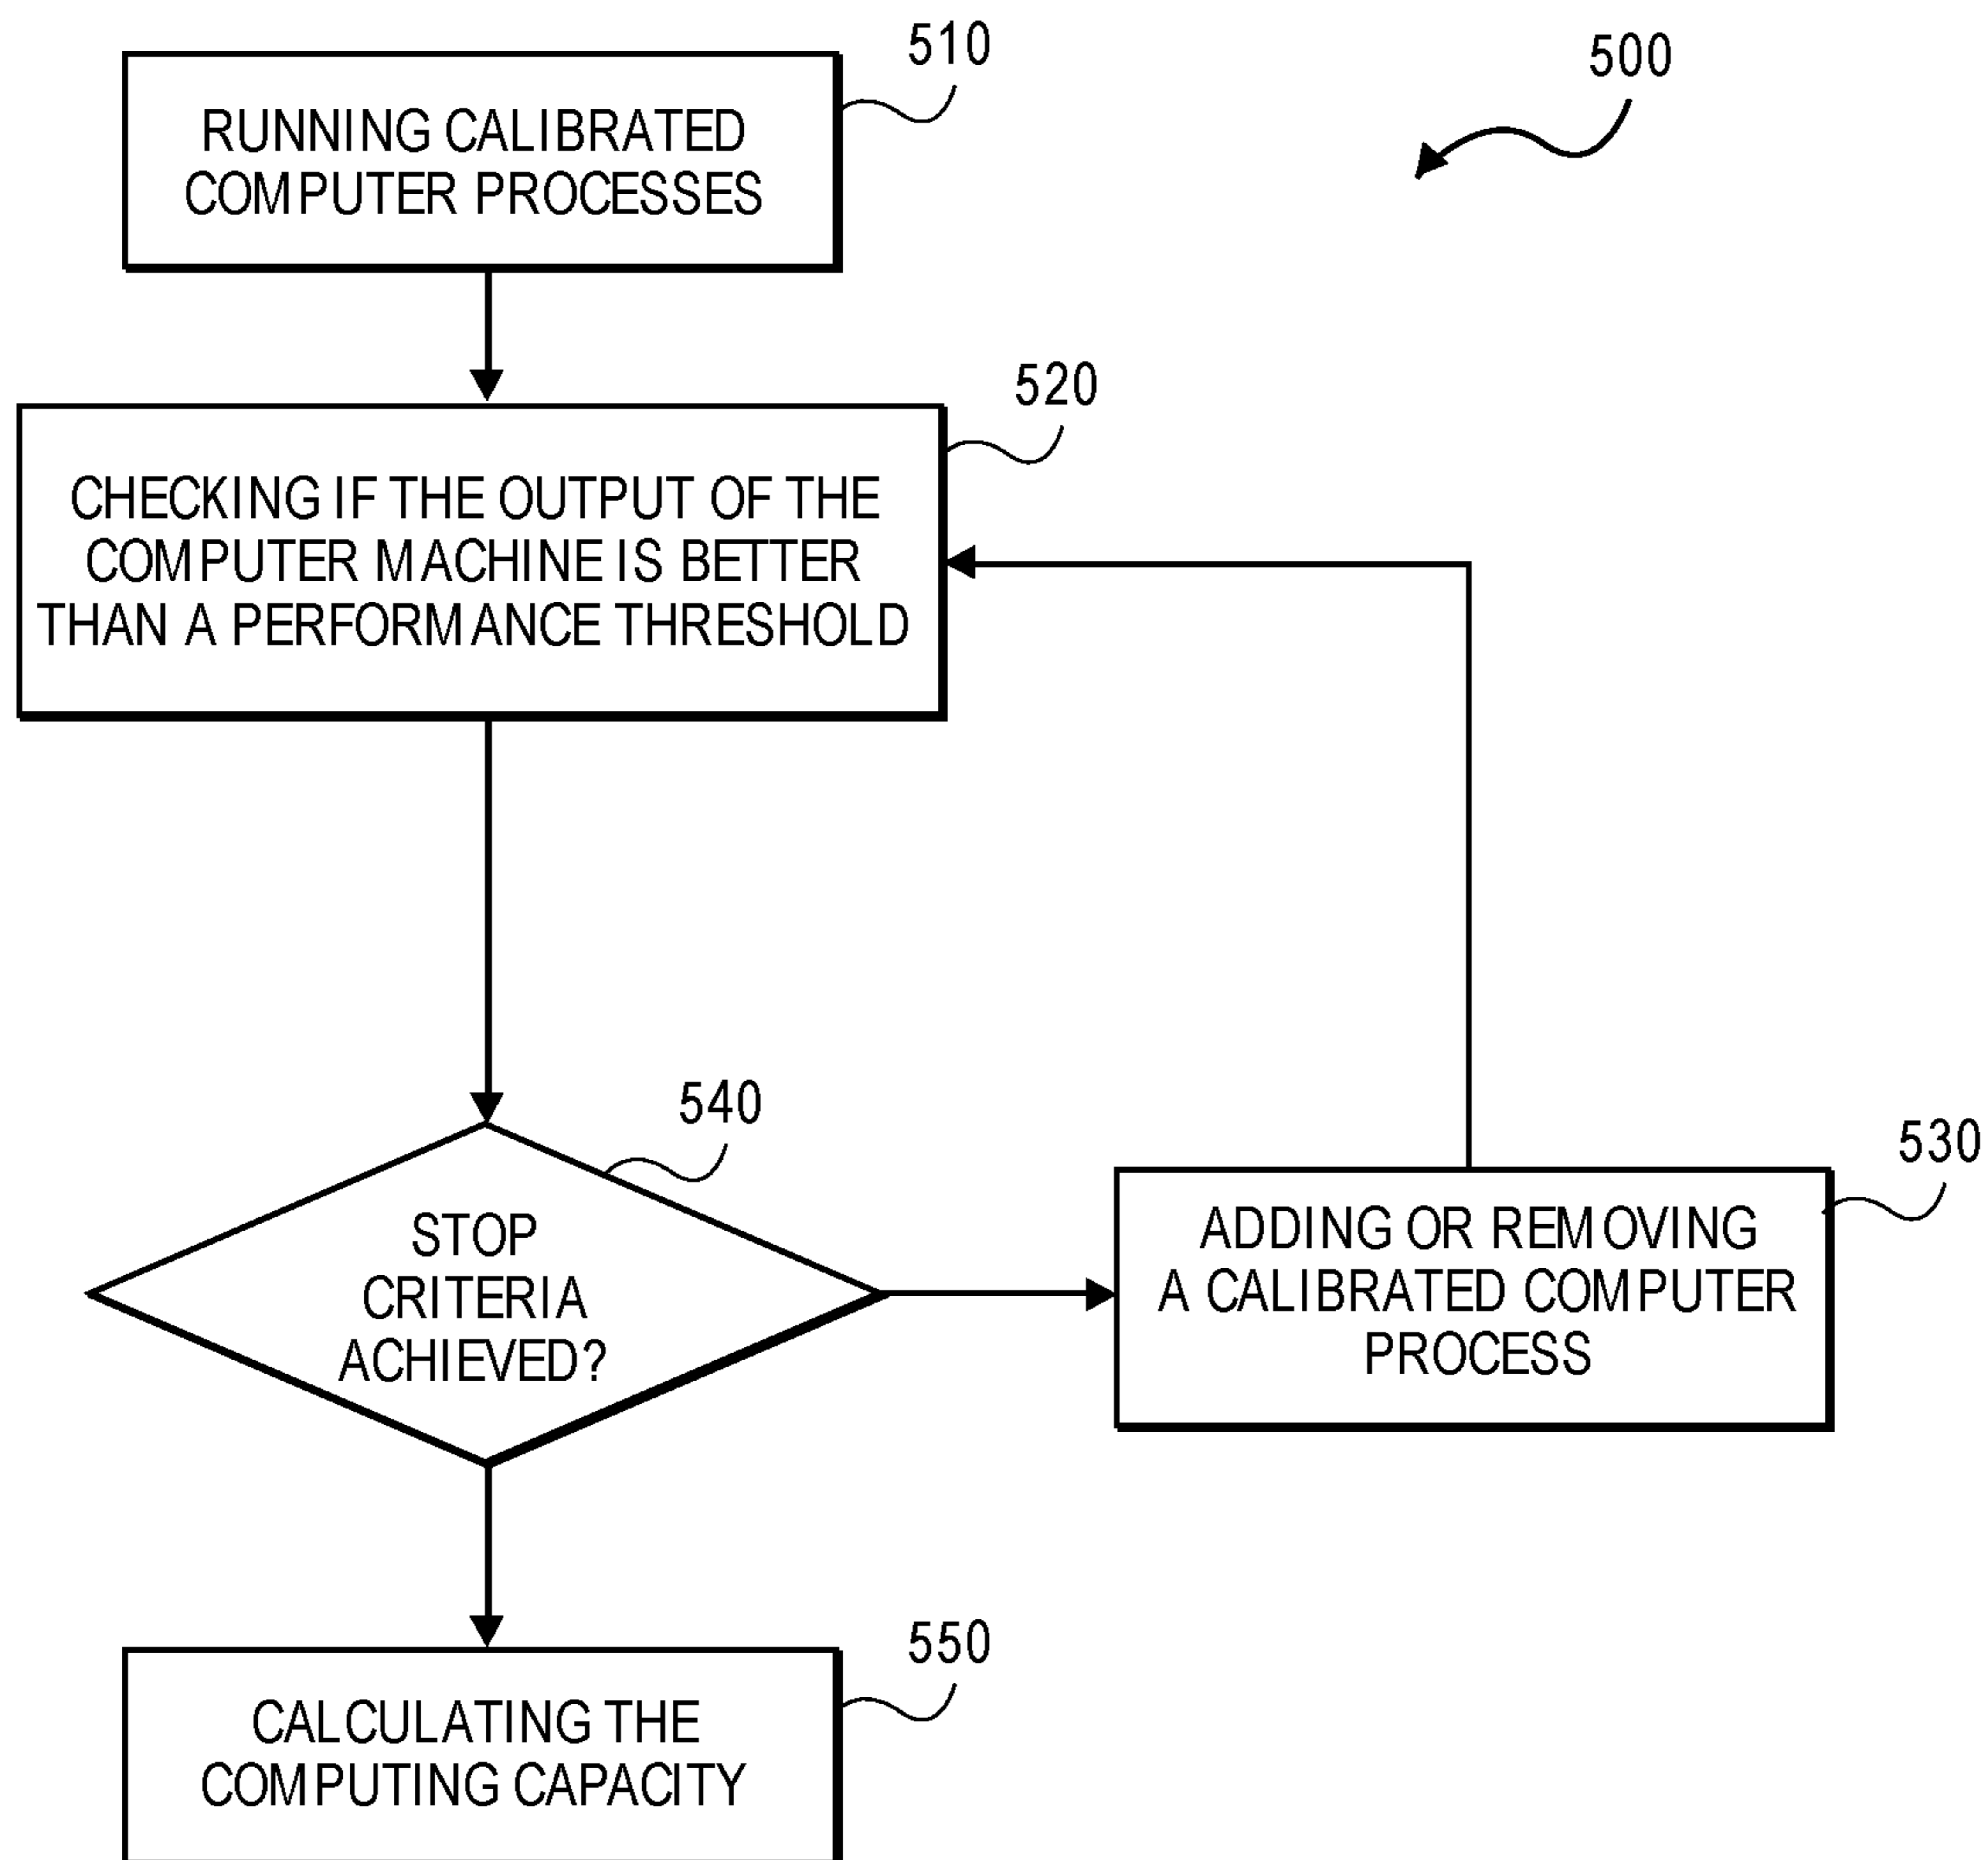 510
500
RUNNING CALIBRATED
COMPUTER PROCESSES
520
CHECKING IF THE OUTPUT OF THE
COMPUTER MACHINE IS BETTER
THAN A PERFORMANCE THRESHOLD
540
STOP
CRITERIA
ACHIEVED?
530
ADDING OR REMOVING
A CALIBRATED COMPUTER
PROCESS
550
CALCULATING THE
COMPUTING CAPACITY